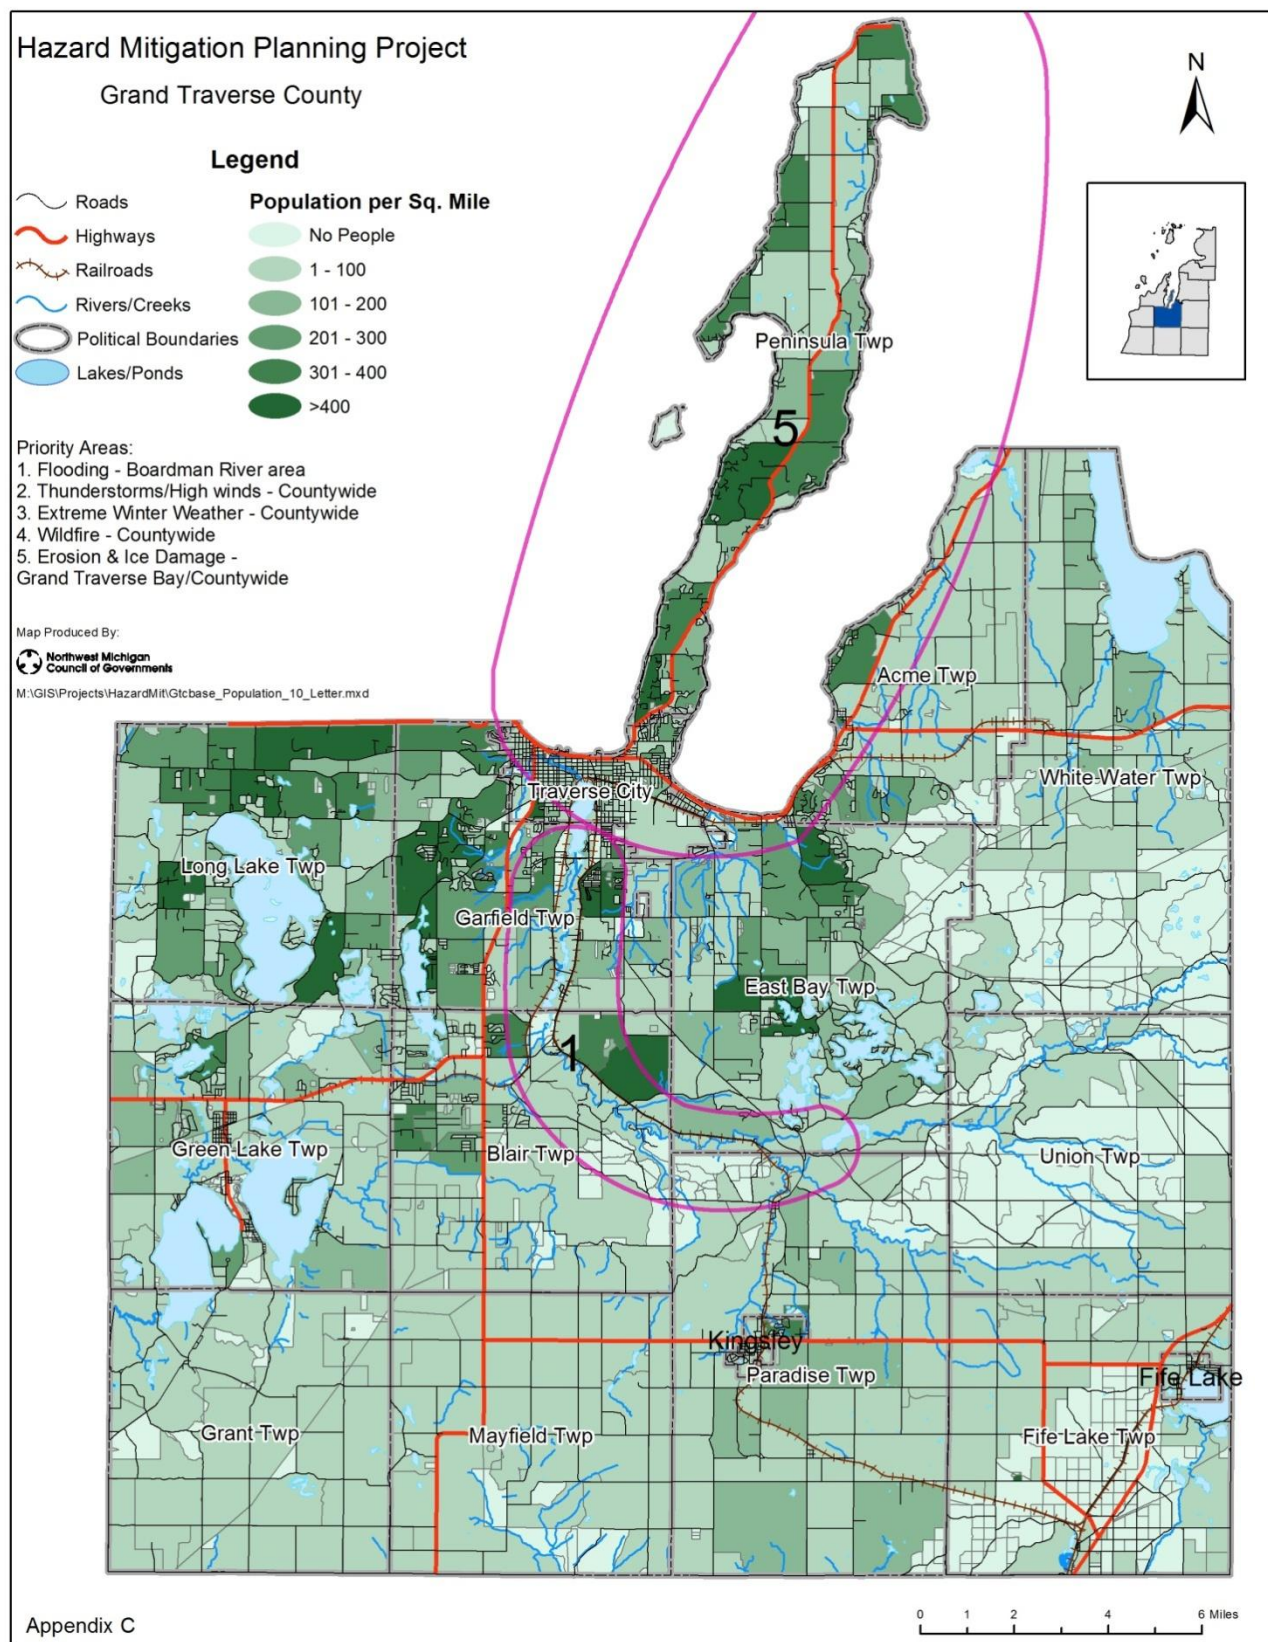 Hazard Mitigation Planning Project
Grand Traverse County
Legend
Roads
Highways
Railroads
Rivers/Creeks
Political Boundaries
Lakes/Ponds
Population per Sq. Mile
No People
1 - 100
101 - 200
201 - 300
301 - 400
>400
Priority Areas:
1. Flooding - Boardman River area
2. Thunderstorms/High winds - Countywide
3. Extreme Winter Weather - Countywide
4. Wildfire - Countywide
5. Erosion & Ice Damage -
Grand Traverse Bay/Countywide
Map Produced By:
Northwest Michigan
Council of Governments
M:\GIS\Projects\HazardMit\Gtcbase_Population_10_Letter.mxd
N
Peninsula Twp
5
Acme Twp
White Water Twp
Traverse City
Long Lake Twp
Garfield Twp
East Bay Twp
1
Green Lake Twp
Blair Twp
Union Twp
Kingsley
Paradise Twp
Fife Lake
Grant Twp
Mayfield Twp
Fife Lake Twp
Appendix C
0 1 2 4 6 Miles